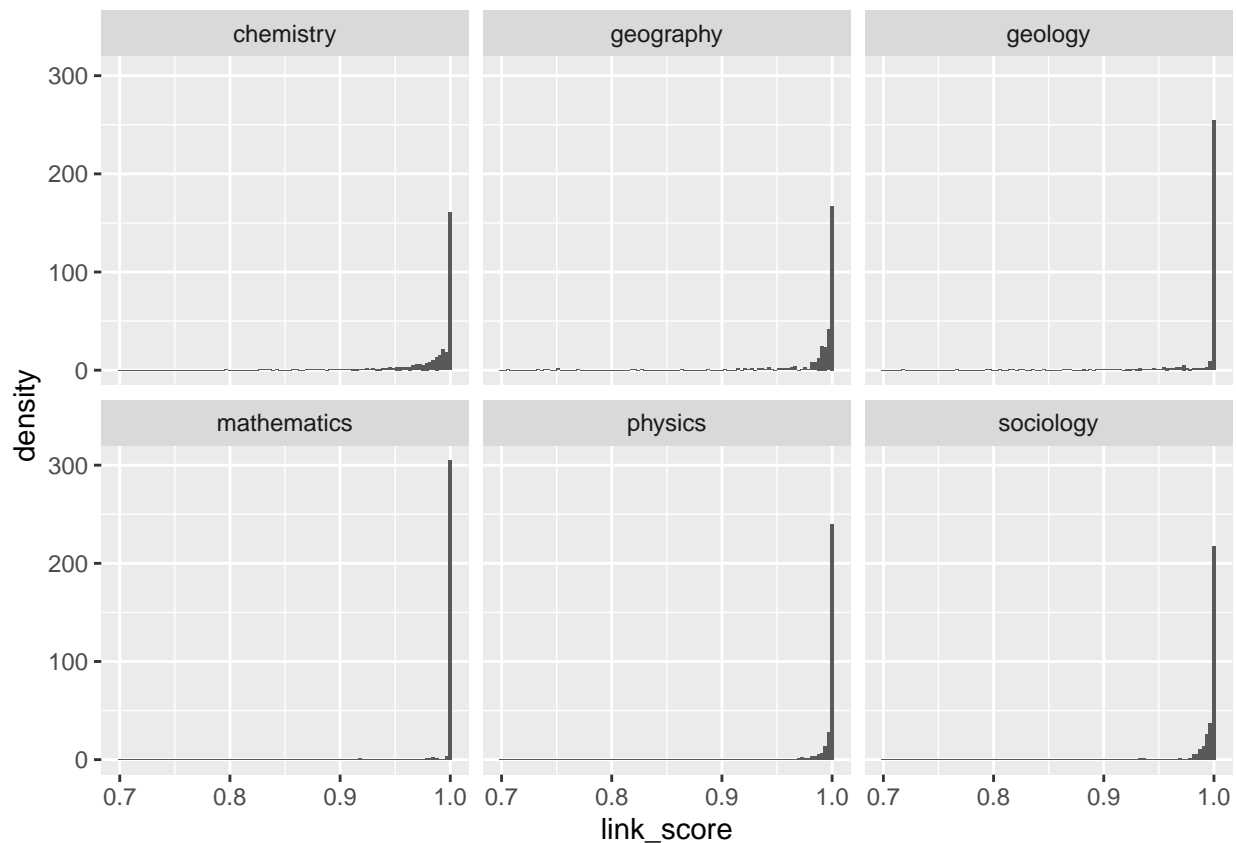 chemistry geography geology
300
200
100
0
density
mathematics physics sociology
300
200
100
0
0.7 0.8 0.9 1.0 0.7 0.8 0.9 1.0 0.7 0.8 0.9 1.0
link_score